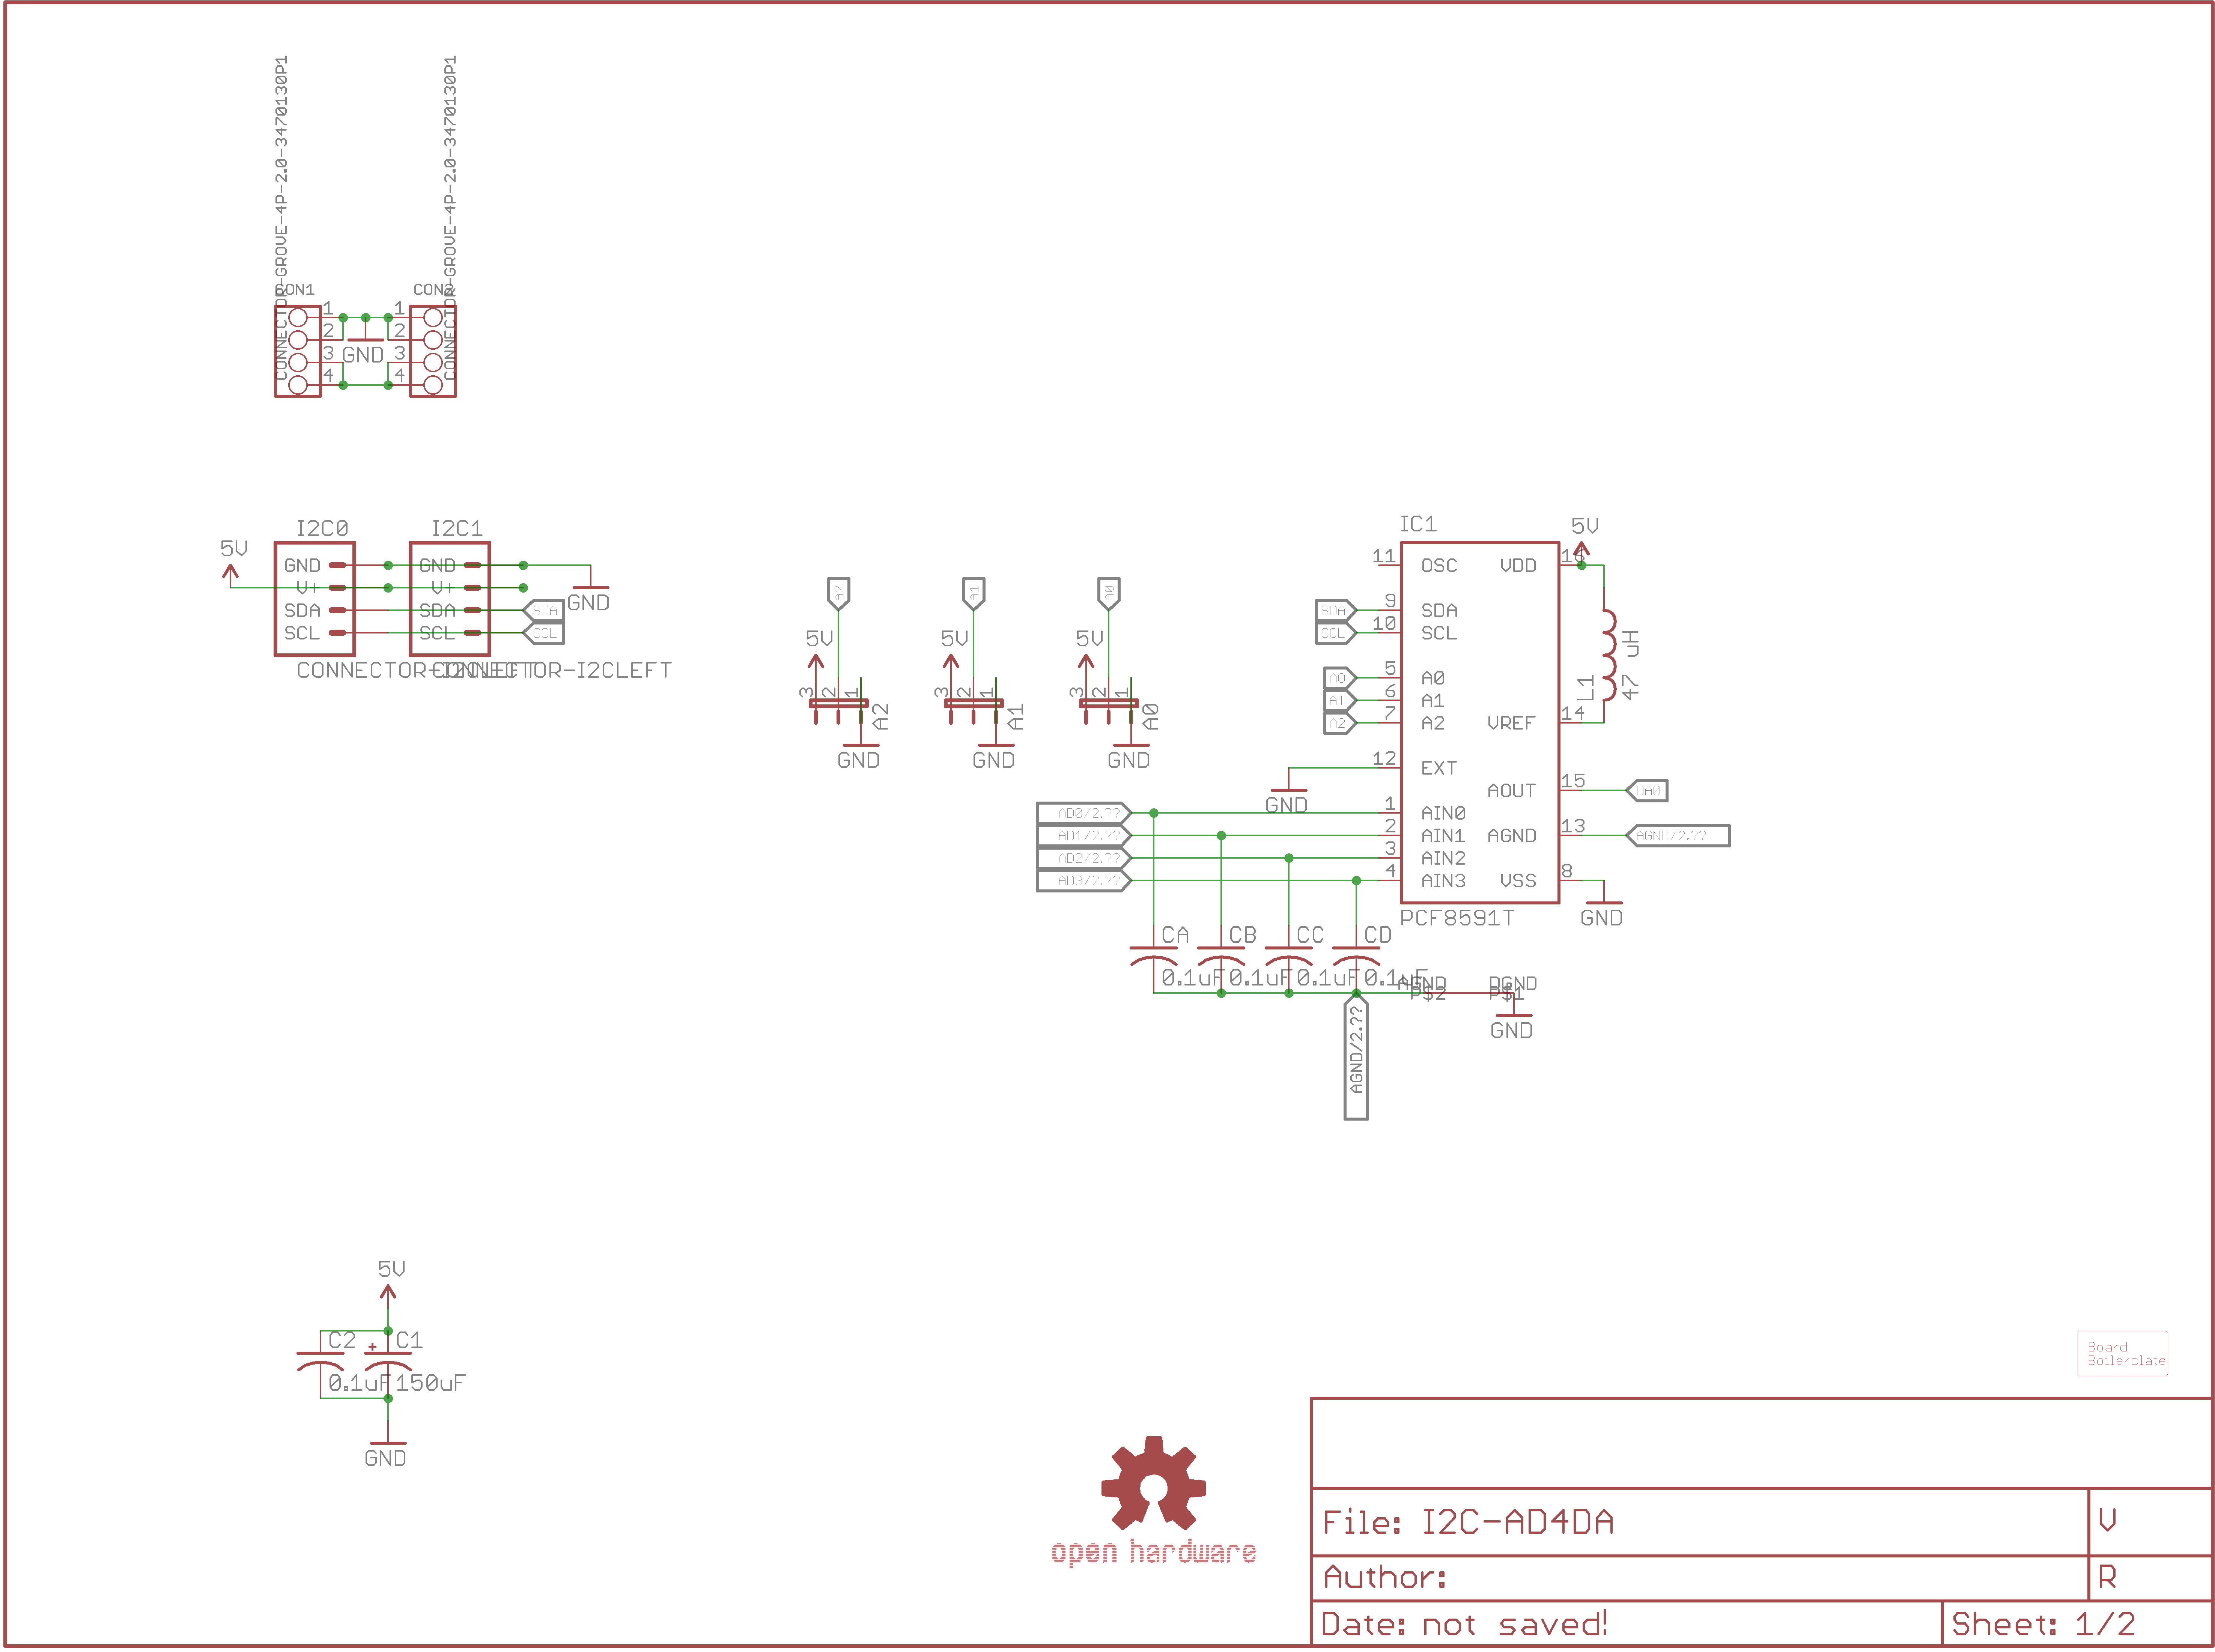 CONNECTOR-GROVE-4P-2.0-3470130P1
CONNECTOR-GROVE-4P-2.0-3470130P1
CON1
CON2
1
2
3
4
1
2
3
4
GND
I2C0
I2C1
5V
GND
V+
SDA
SCL
GND
V+
SDA
SCL
SDA
SCL
GND
CONNECTOR-I2CLEFT
CONNECTOR-I2CLEFT
A2
5V
3
2
1
A2
GND
A1
5V
3
2
1
A1
GND
A0
5V
3
2
1
A0
GND
IC1
5V
11
OSC
VDD
16
SDA
9
SDA
SCL
10
SCL
A0
5
A0
A1
6
A1
A2
7
A2
VREF
14
L1
47
uH
12
EXT
GND
AOUT
15
DA0
AD0/2.??
1
AIN0
AD1/2.??
2
AIN1
AGND
13
AGND/2.??
AD2/2.??
3
AIN2
AD3/2.??
4
AIN3
VSS
8
GND
PCF8591T
CA
CB
CC
CD
0.1uF
0.1uF
0.1uF
0.1uF
AGND
PS2
DGND
PS1
GND
AGND/2.??
5V
C2
C1
+
0.1uF
150uF
GND
Board
Boilerplate
open hardware
File: I2C-AD4DA
V
Author:
R
Date: not saved!
Sheet: 1/2